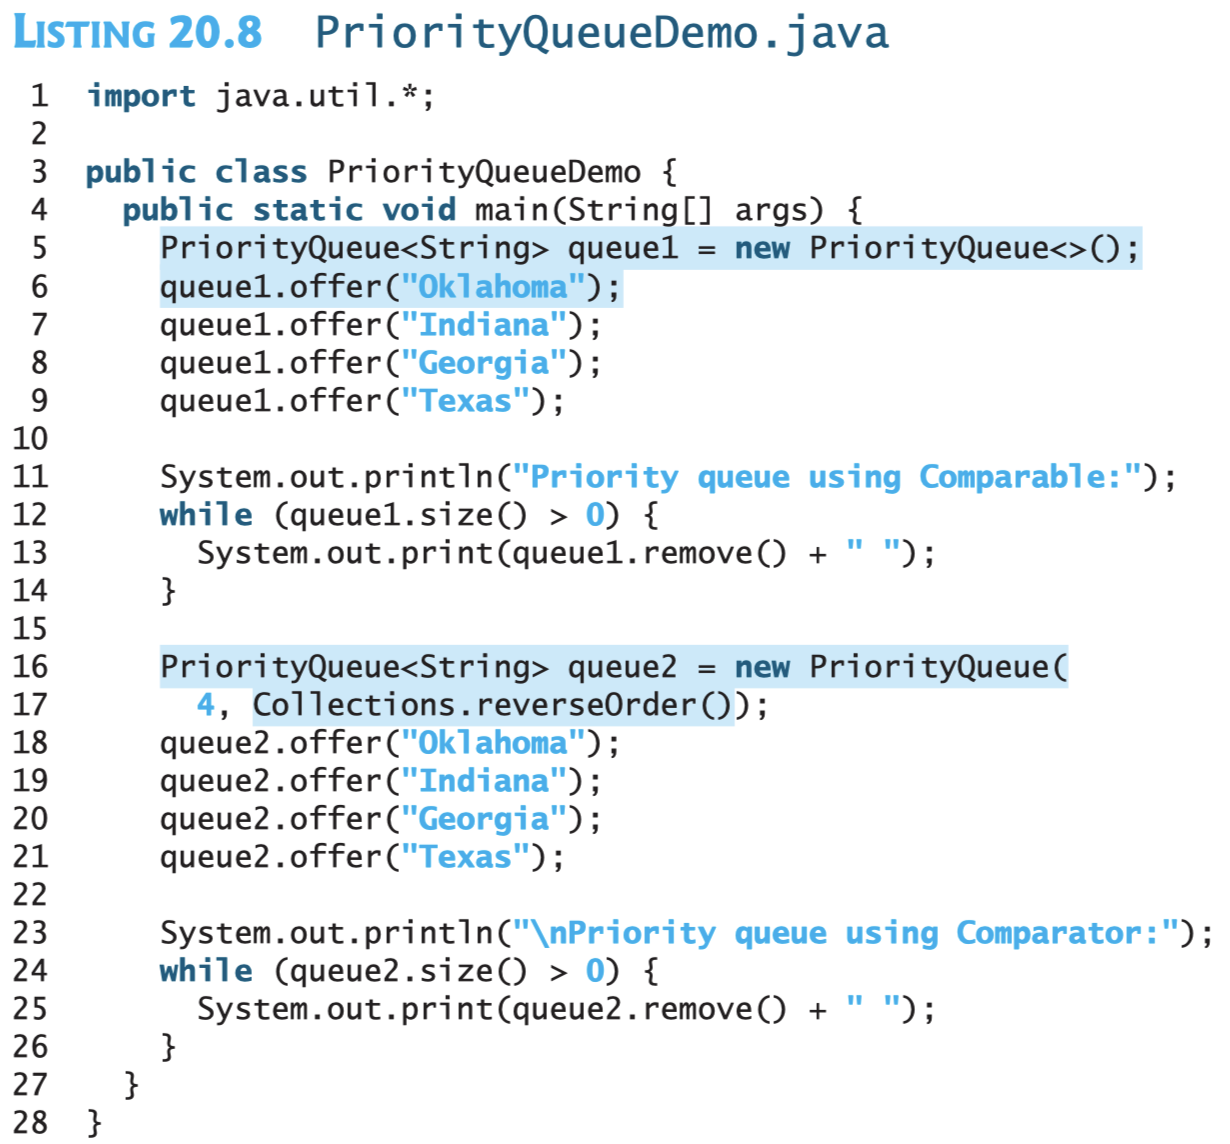 LISTING 20.8 PriorityQueueDemo.java
1 import java.util.*;
2
3 public class PriorityQueueDemo {
4   public static void main(String[] args) {
5     PriorityQueue<String> queue1 = new PriorityQueue<>();
6     queue1.offer("Oklahoma");
7     queue1.offer("Indiana");
8     queue1.offer("Georgia");
9     queue1.offer("Texas");
10
11     System.out.println("Priority queue using Comparable:");
12     while (queue1.size() > 0) {
13       System.out.print(queue1.remove() + " ");
14     }
15
16     PriorityQueue<String> queue2 = new PriorityQueue(
17       4, Collections.reverseOrder());
18     queue2.offer("Oklahoma");
19     queue2.offer("Indiana");
20     queue2.offer("Georgia");
21     queue2.offer("Texas");
22
23     System.out.println("\nPriority queue using Comparator:");
24     while (queue2.size() > 0) {
25       System.out.print(queue2.remove() + " ");
26     }
27   }
28 }